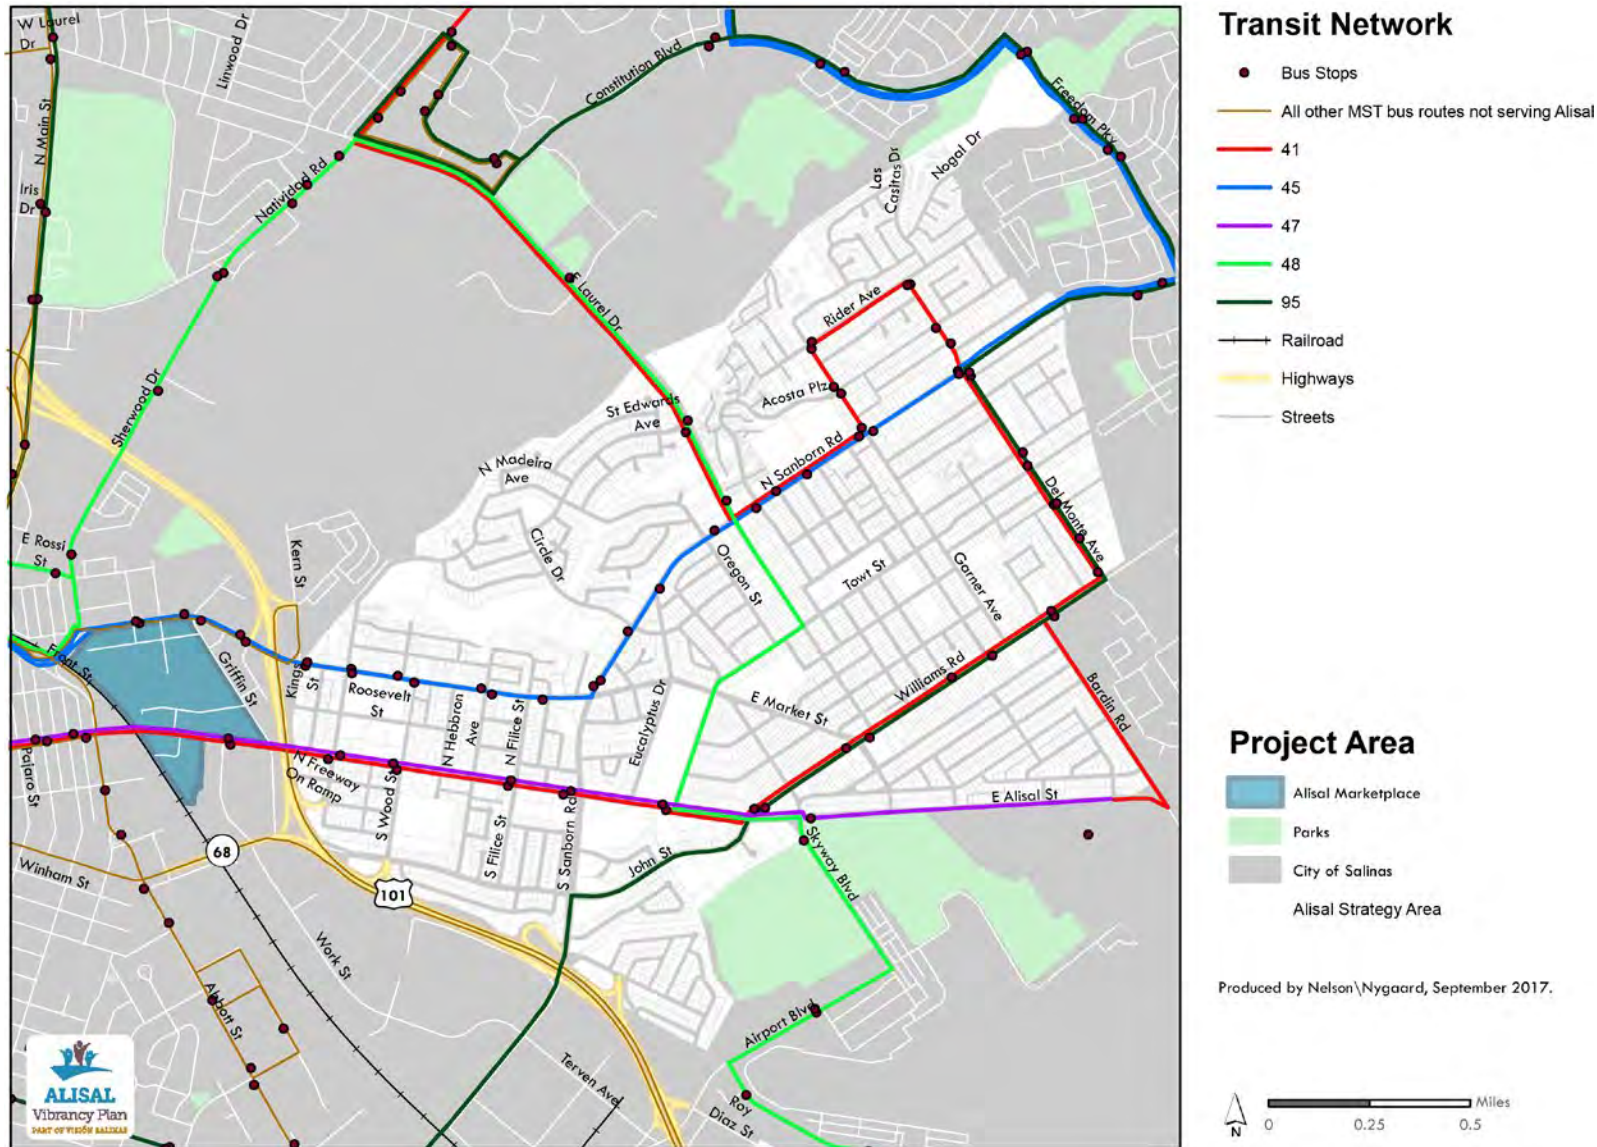 W Laurel
Dr
Linwood Dr
N Main St
Iris
Dr
Natividad Rd
Constitution Blvd
Freedom Pky
Las
Casitas Dr
Nogal Dr
E Laurel Dr
Rider Ave
Acosta Plz
St Edwards
Ave
N Sanborn Rd
Sherwood Dr
N Madeira
Ave
Circle Dr
Del Monte Ave
E Rossi
St
Kern St
Oregon St
Towt St
Garner Ave
Front St
Griffin St
Kings
St
Roosevelt
St
N Hebbron
Ave
N Filice St
Eucalyptus Dr
E Market St
Williams Rd
Bardin Rd
Pajaro St
N Freeway
On Ramp
S Wood St
S Filice St
S Sanborn Rd
E Alisal St
John St
Skyway Blvd
68
101
Winham St
Work St
Abbott St
Airport Blvd
Terven Ave
Roy
Diaz St
ALISAL
Vibrancy Plan
PART OF VISIÓN SALINAS
Transit Network
Bus Stops
All other MST bus routes not serving Alisal
41
45
47
48
95
Railroad
Highways
Streets
Project Area
Alisal Marketplace
Parks
City of Salinas
Alisal Strategy Area
Produced by Nelson\Nygaard, September 2017.
N
Miles
0 0.25 0.5